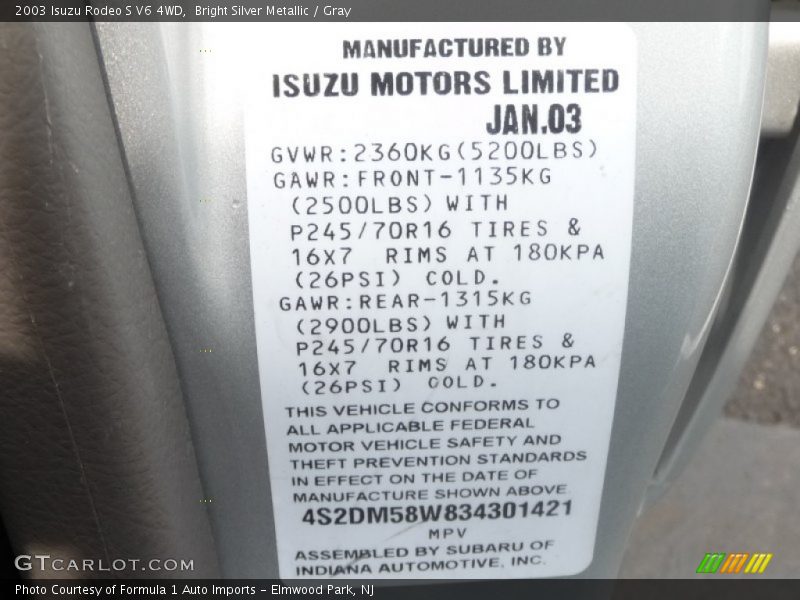 2003 Isuzu Rodeo S V6 4WD,  Bright Silver Metallic / Gray
MANUFACTURED BY
ISUZU MOTORS LIMITED
JAN.03
GVWR:2360KG(5200LBS)
GAWR:FRONT-1135KG
(2500LBS) WITH
P245/70R16 TIRES &
16X7 RIMS AT 180KPA
(26PSI) COLD.
GAWR:REAR-1315KG
(2900LBS) WITH
P245/70R16 TIRES &
16X7 RIMS AT 180KPA
(26PSI) COLD.
THIS VEHICLE CONFORMS TO
ALL APPLICABLE FEDERAL
MOTOR VEHICLE SAFETY AND
THEFT PREVENTION STANDARDS
IN EFFECT ON THE DATE OF
MANUFACTURE SHOWN ABOVE
4S2DM58W834301421
MPV
ASSEMBLED BY SUBARU OF
INDIANA AUTOMOTIVE, INC.
GTCARLOT.COM
Photo Courtesy of Formula 1 Auto Imports - Elmwood Park, NJ